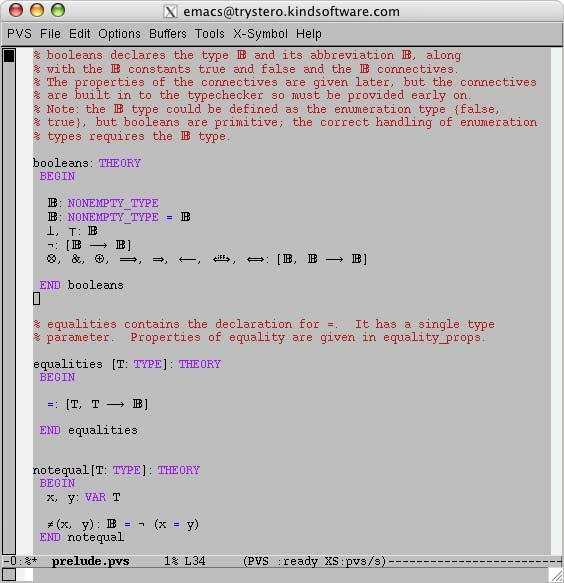 emacs@trystero.kindsoftware.com
PVS File Edit Options Buffers Tools X-Symbol Help
% booleans declares the type 𝔹 and its abbreviation 𝔹, along
% with the 𝔹 constants true and false and the 𝔹 connectives.
% The properties of the connectives are given later, but the connectives
% are built in to the typechecker so must be provided early on.
% Note: the 𝔹 type could be defined as the enumeration type {false,
% true}, but booleans are primitive; the correct handling of enumeration
% types requires the 𝔹 type.
booleans: THEORY
BEGIN
𝔹: NONEMPTY_TYPE
𝔹: NONEMPTY_TYPE = 𝔹
⊥, ⊤: 𝔹
¬: [𝔹 ⟶ 𝔹]
⊗, &, ⊕, ⟹, ⇒, ⟵, ⟺, ⟺: [𝔹, 𝔹 ⟶ 𝔹]
END booleans
% equalities contains the declaration for =. It has a single type
% parameter. Properties of equality are given in equality_props.
equalities [T: TYPE]: THEORY
BEGIN
=: [T, T ⟶ 𝔹]
END equalities
notequal[T: TYPE]: THEORY
BEGIN
x, y: VAR T
≠(x, y): 𝔹 = ¬ (x = y)
END notequal
-0:%* prelude.pvs 1% L34 (PVS :ready XS:pvs/s)------------------------